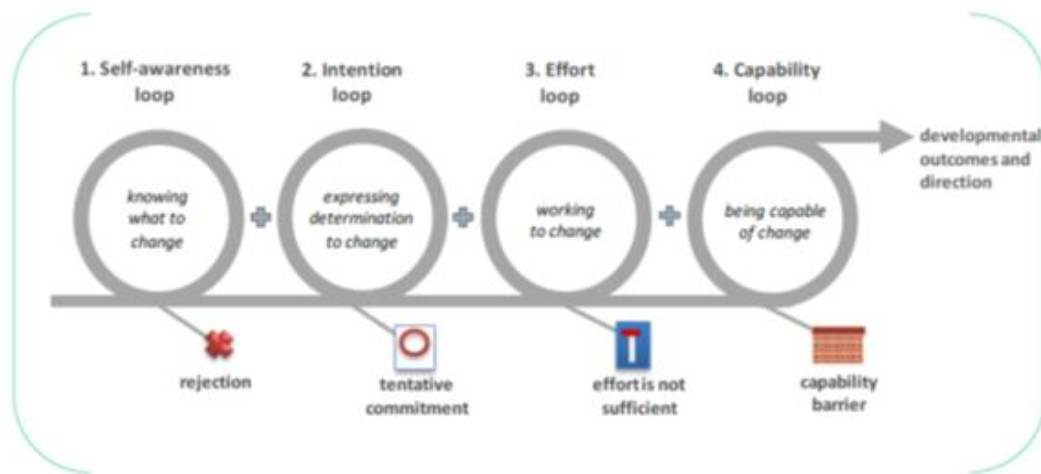 1. Self-awareness
loop
2. Intention
loop
3. Effort
loop
4. Capability
loop
knowing
what to
change
expressing
determination
to change
working
to change
being capable
of change
developmental
outcomes and
direction
rejection
tentative
commitment
effort is not
sufficient
capability
barrier